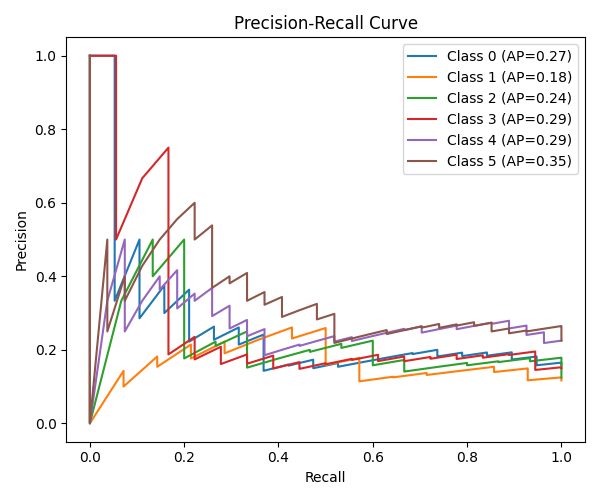 Precision-Recall Curve
Class 0 (AP=0.27)
Class 1 (AP=0.18)
Class 2 (AP=0.24)
Class 3 (AP=0.29)
Class 4 (AP=0.29)
Class 5 (AP=0.35)
Precision
1.0
0.8
0.6
0.4
0.2
0.0
0.0 0.2 0.4 0.6 0.8 1.0
Recall